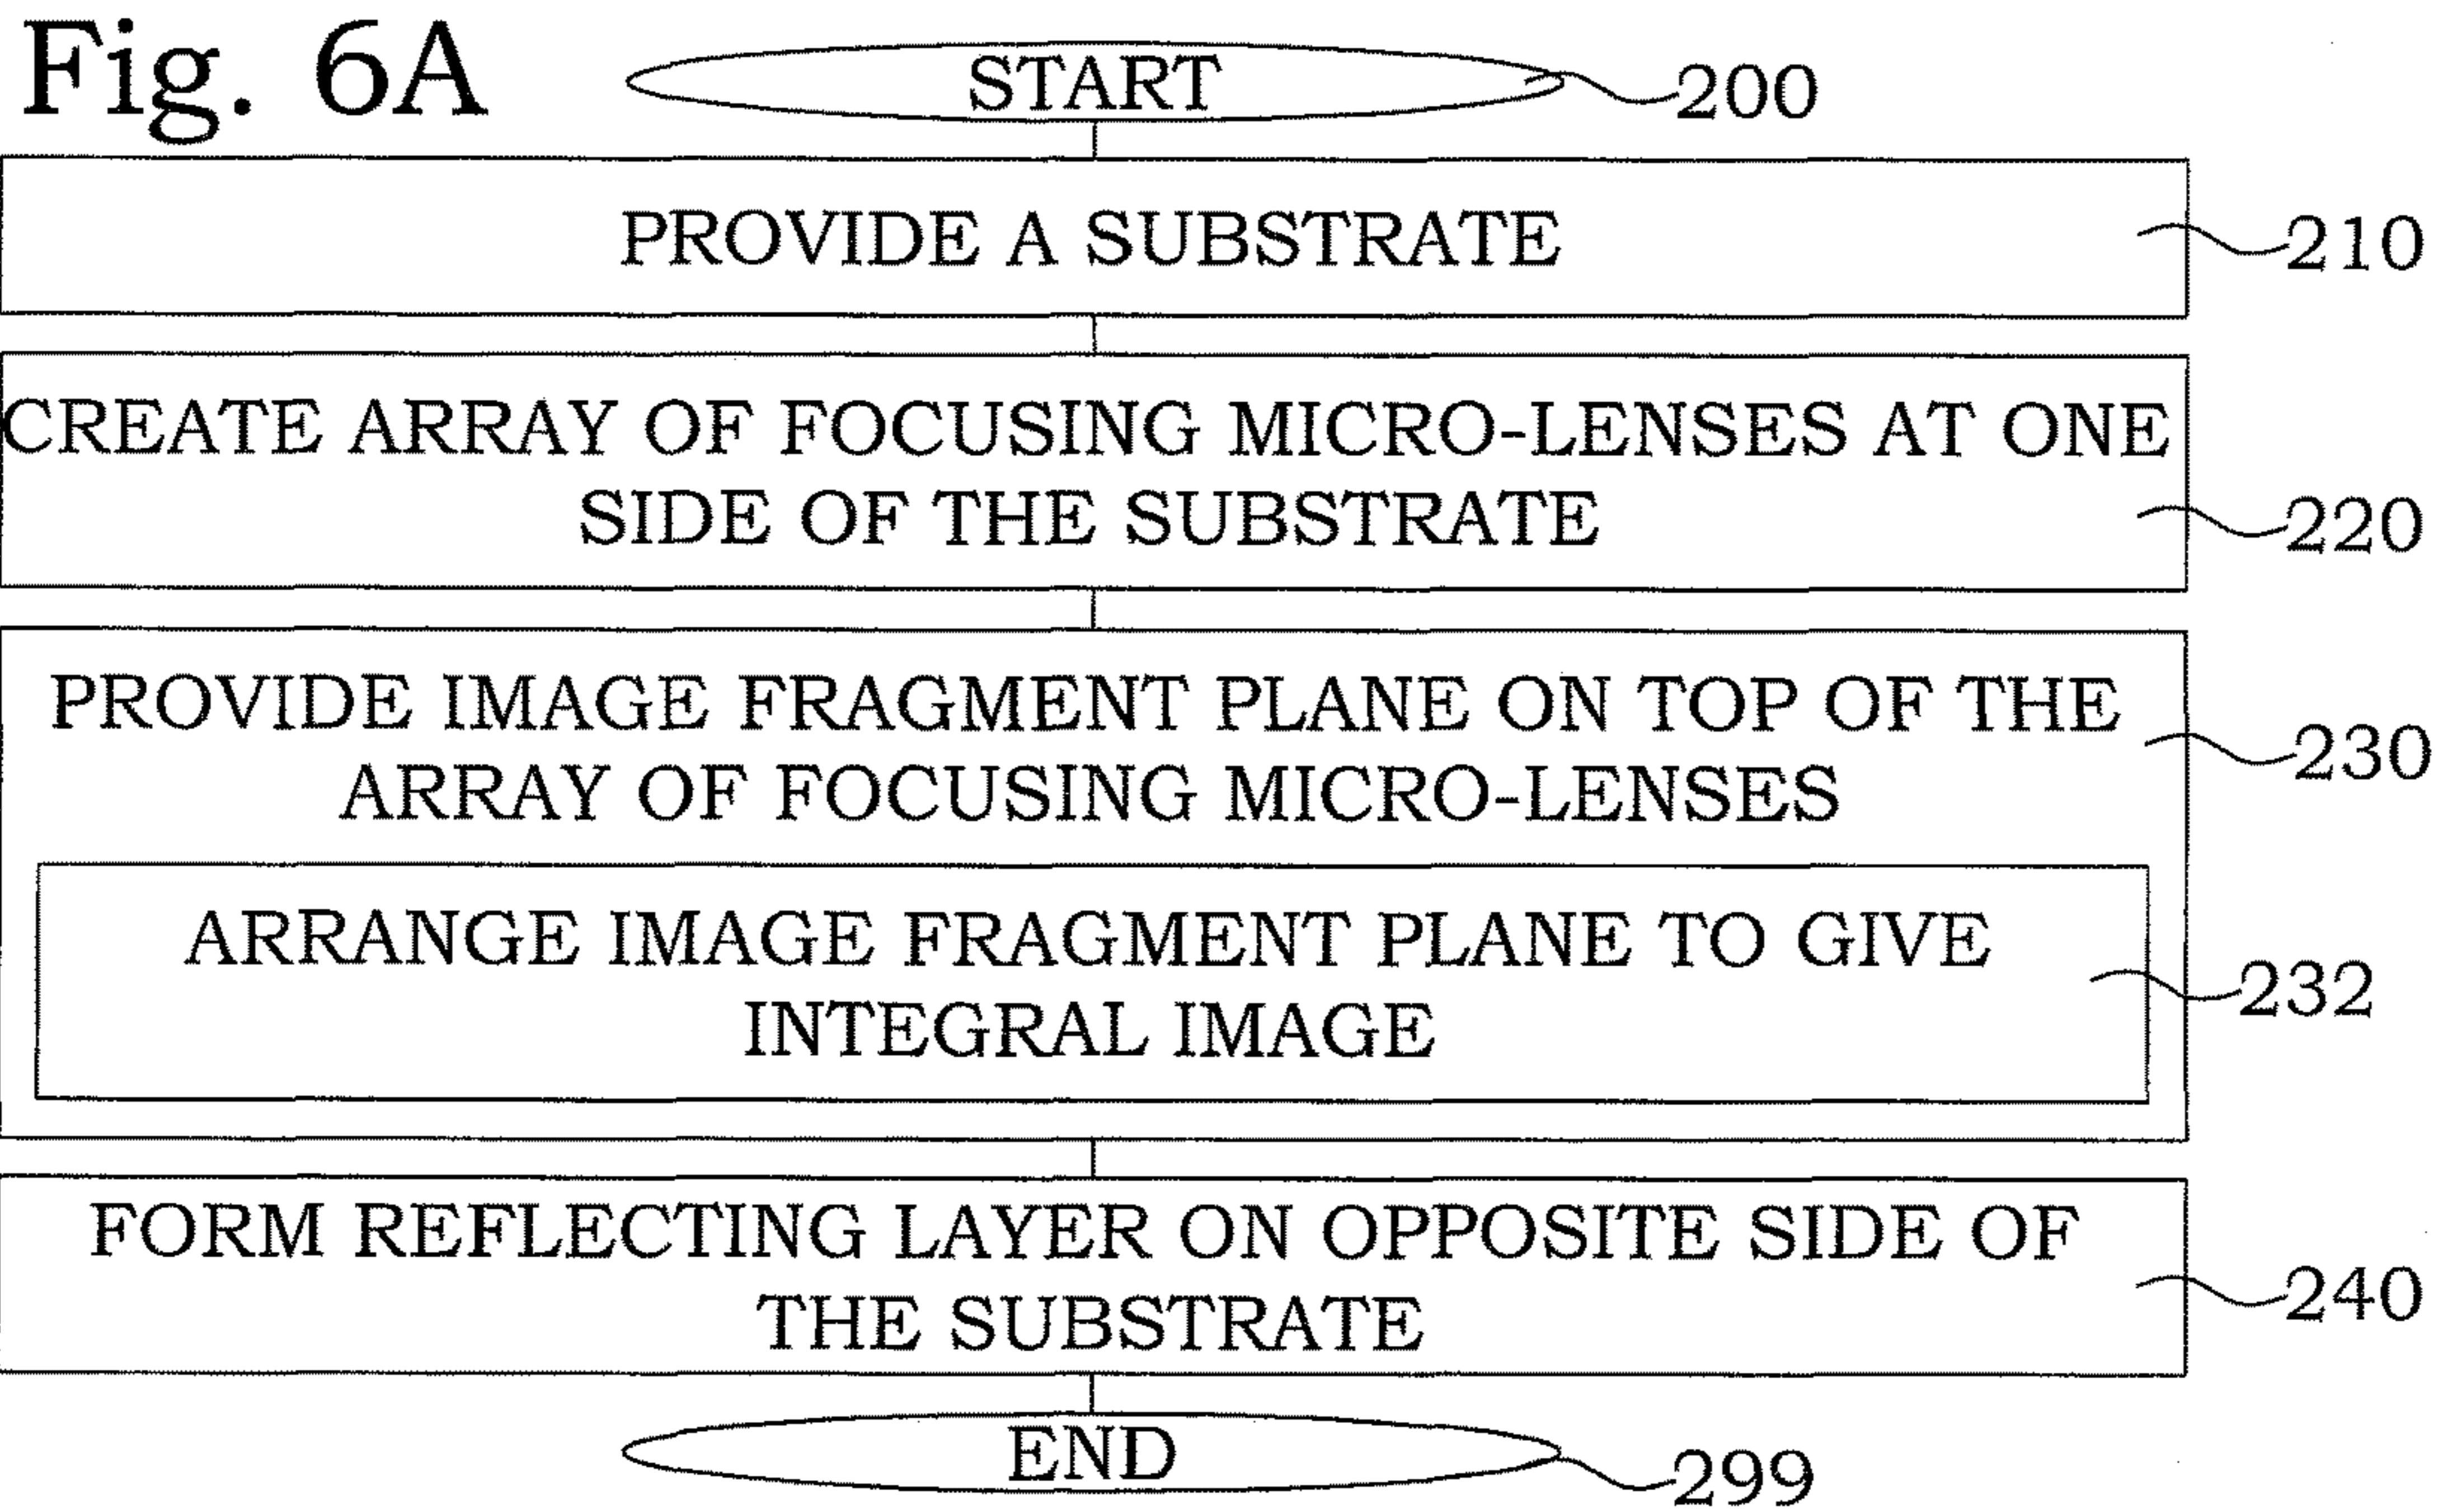 Fig. 6A
START
200
PROVIDE A SUBSTRATE
210
CREATE ARRAY OF FOCUSING MICRO-LENSES AT ONE
SIDE OF THE SUBSTRATE
220
PROVIDE IMAGE FRAGMENT PLANE ON TOP OF THE
ARRAY OF FOCUSING MICRO-LENSES
230
ARRANGE IMAGE FRAGMENT PLANE TO GIVE
INTEGRAL IMAGE
232
FORM REFLECTING LAYER ON OPPOSITE SIDE OF
THE SUBSTRATE
240
END
299